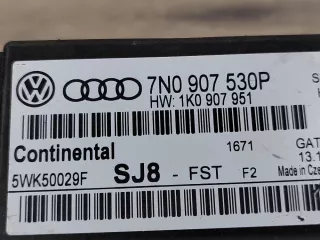 7N0 907 530P
HW: 1K0 907 951
Continental
1671
GAT
5WK50029F
SJ8 - FST F2
13.1
Made in Cze